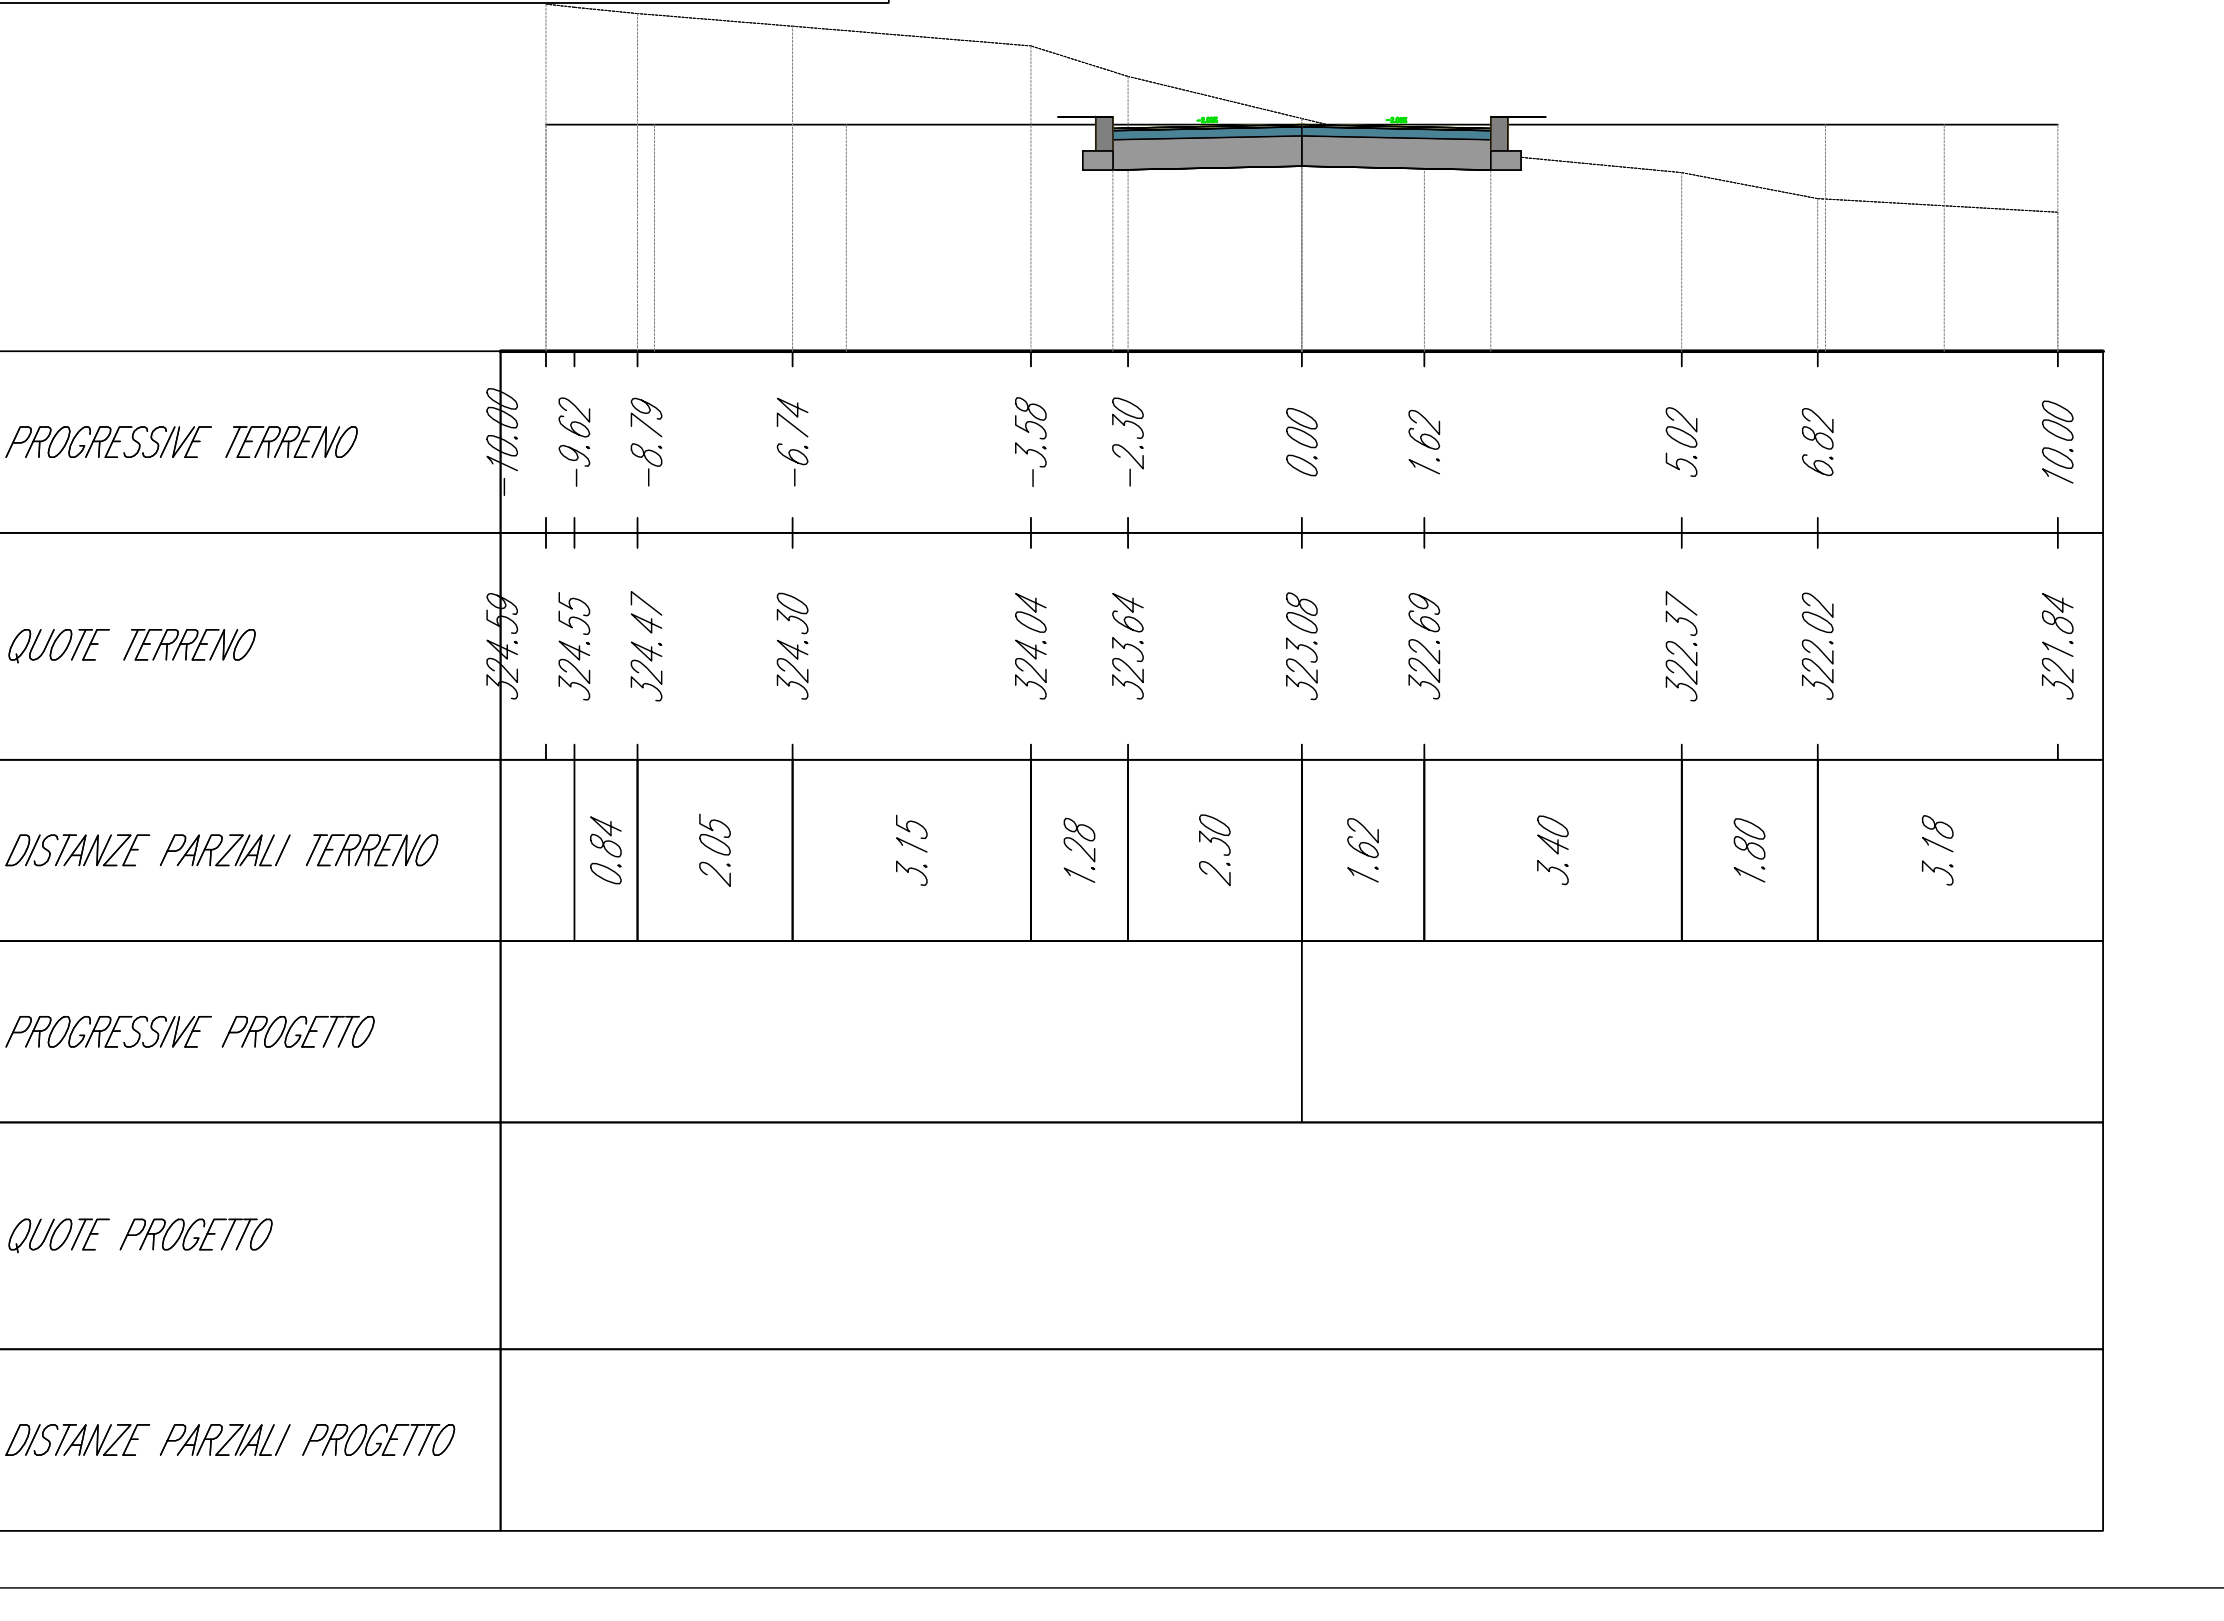 -2.00% -2.00%
PROGRESSIVE TERRENO -10.00 -9.62 -8.79 -6.74 -3.58 -2.30 0.00 1.62 5.02 6.82 10.00
QUOTE TERRENO 324.59 324.55 324.47 324.30 324.04 323.64 323.08 322.69 322.37 322.02 321.84
DISTANZE PARZIALI TERRENO 0.84 2.05 3.15 1.28 2.30 1.62 3.40 1.80 3.18
PROGRESSIVE PROGETTO
QUOTE PROGETTO
DISTANZE PARZIALI PROGETTO